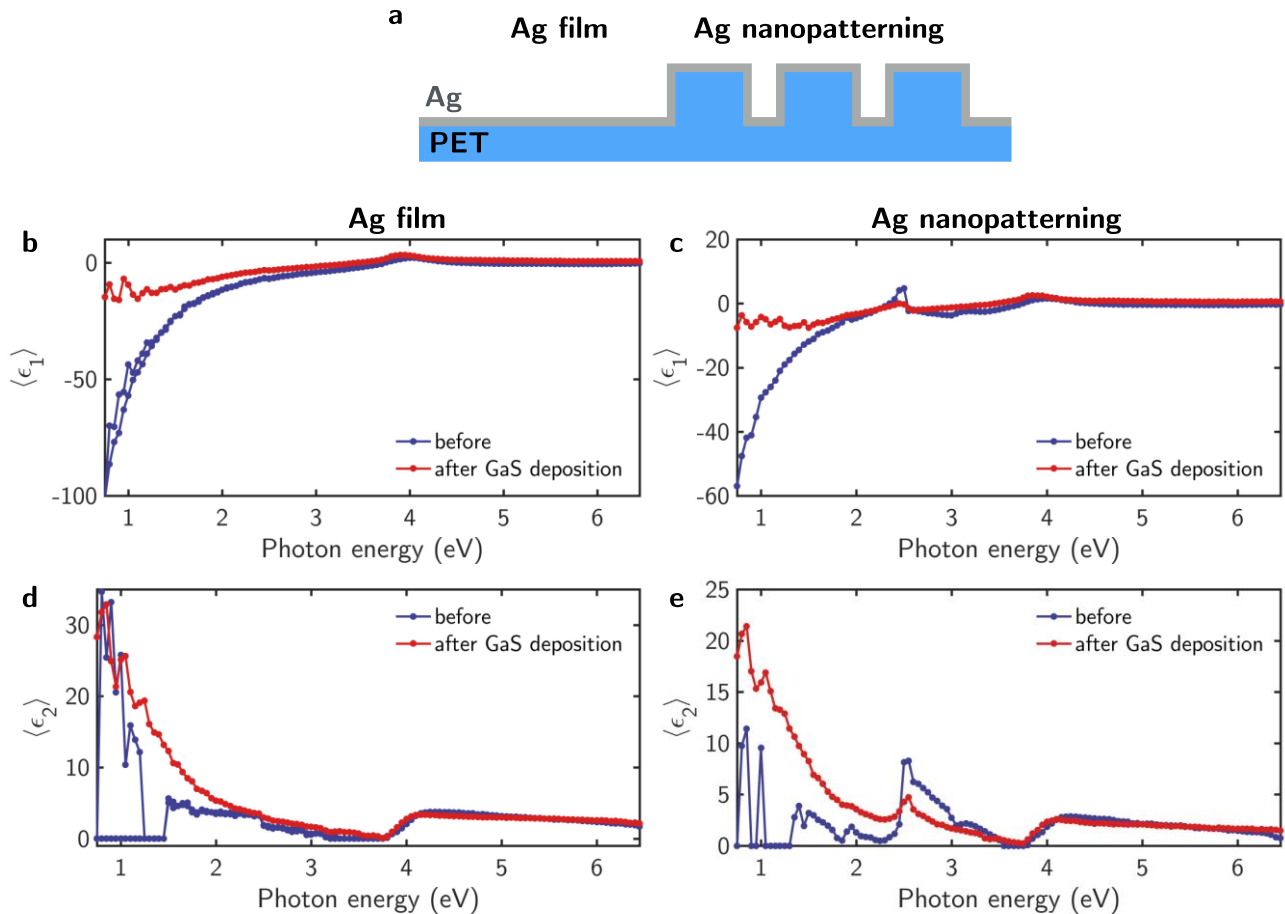 a
Ag film Ag nanopatterning
Ag
PET
Ag film
Ag nanopatterning
b
0
-50
-100
⟨ϵ₁⟩
before
after GaS deposition
1 2 3 4 5 6
Photon energy (eV)
c
20
0
-20
-40
-60
⟨ϵ₁⟩
before
after GaS deposition
1 2 3 4 5 6
Photon energy (eV)
d
30
20
10
0
⟨ϵ₂⟩
before
after GaS deposition
1 2 3 4 5 6
Photon energy (eV)
e
25
20
15
10
5
0
⟨ϵ₂⟩
before
after GaS deposition
1 2 3 4 5 6
Photon energy (eV)